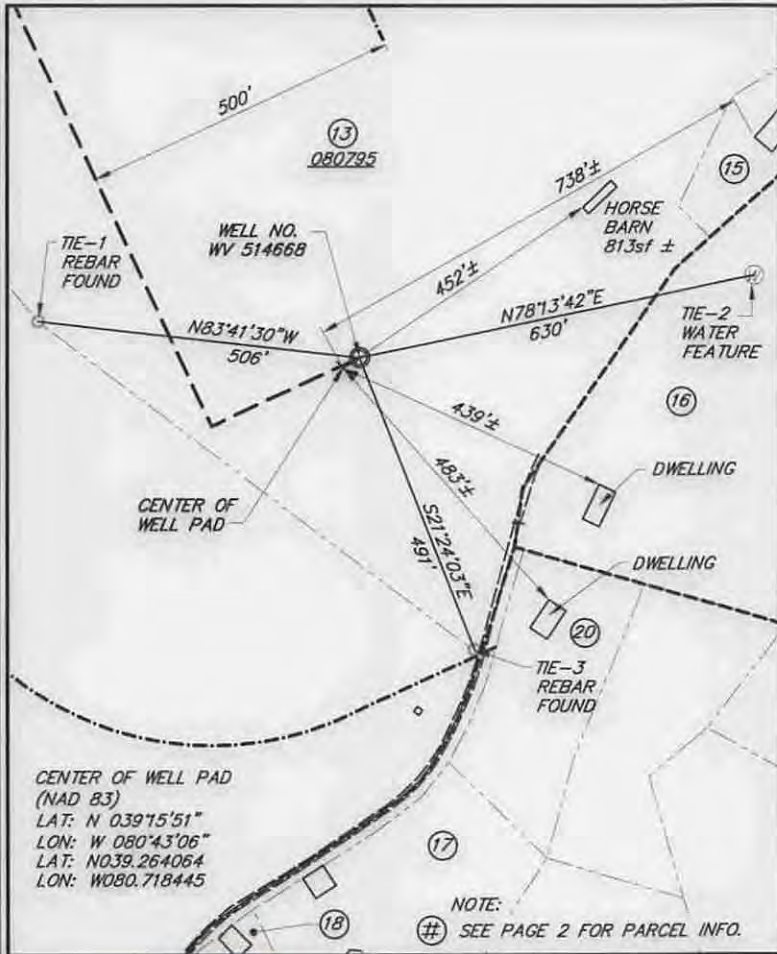 500'
13
080795
738'±
15
WELL NO.
WV 514668
HORSE
BARN
813sf ±
452'±
TIE-1
REBAR
FOUND
N83°41'30"W
506'
N78°13'42"E
630'
TIE-2
WATER
FEATURE
16
439'±
483'±
DWELLING
CENTER OF
WELL PAD
S21°24'03"E
491'
DWELLING
20
TIE-3
REBAR
FOUND
CENTER OF WELL PAD
(NAD 83)
LAT: N 039°15'51"
LON: W 080°43'06"
LAT: N039.264064
LON: W080.718445
17
18
NOTE:
# SEE PAGE 2 FOR PARCEL INFO.